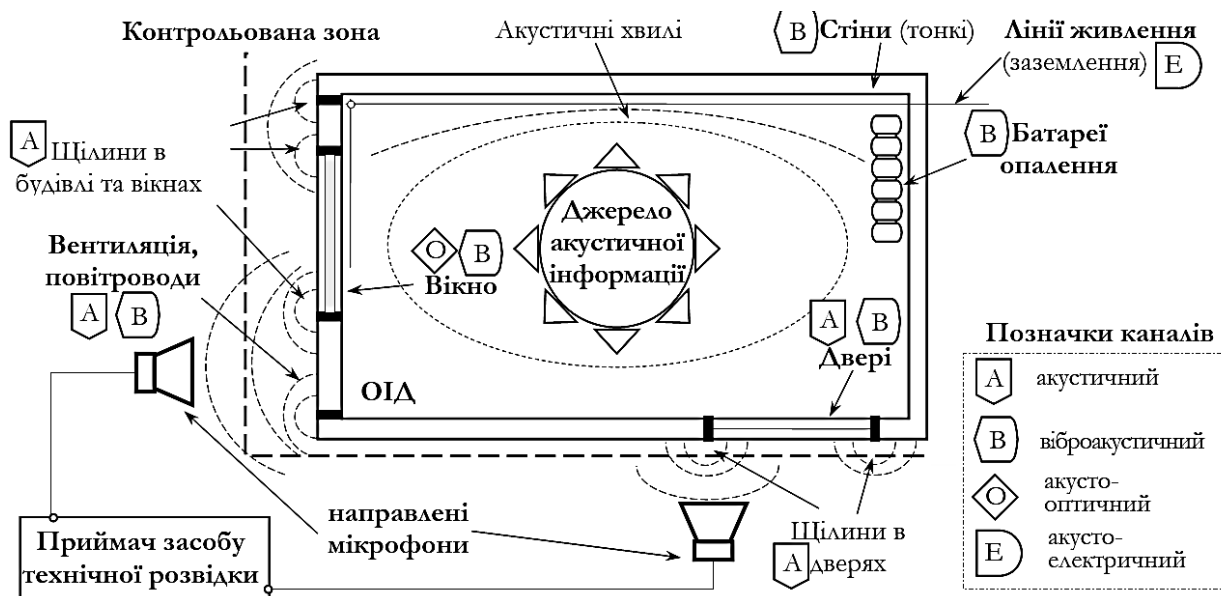 Контрольована зона
Акустичні хвилі
В Стіни (тонкі)
Лінії живлення
(заземлення) Е
А Щілини в
будівлі та вікнах
В Батареї
опалення
Джерело
акустичної
інформації
Вентиляція,
повітроводи
А В
О В
Вікно
А В
Двері
ОІД
Позначки каналів
А акустичний
В віброакустичний
О акусто-
оптичний
Е акусто-
електричний
направлені
мікрофони
Щілини в
А дверях
Приймач засобу
технічної розвідки